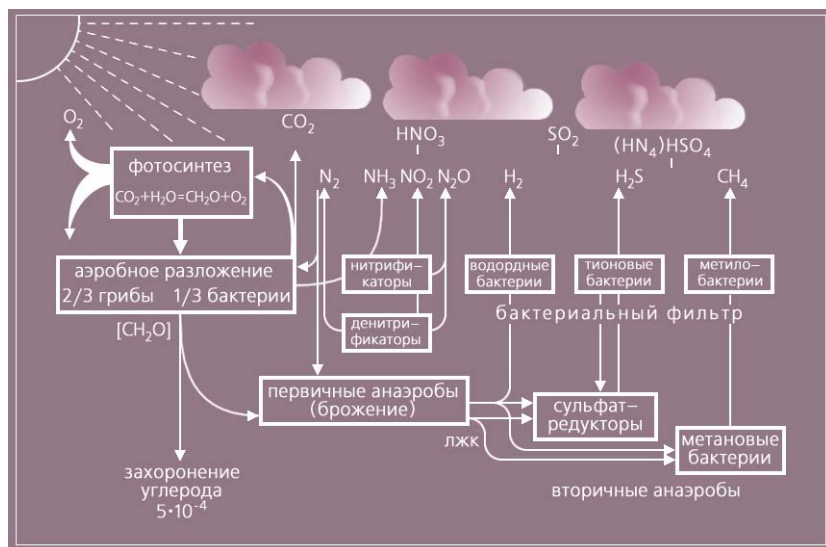 O₂
CO₂
HNO₃
SO₂
(HN₄)HSO₄
фотосинтез
CO₂+H₂O=CH₂O+O₂
N₂
NH₃
NO₂
N₂O
H₂
H₂S
CH₄
аэробное разложение
2/3 грибы 1/3 бактерии
нитрифи-
каторы
водордные
бактерии
тионовые
бактерии
метило-
бактерии
бактериальный фильтр
[CH₂O]
денитри-
фикаторы
первичные анаэробы
(брожение)
сульфат-
редукторы
лжк
метановые
бактерии
захоронение
углерода
5•10⁻⁴
вторичные анаэробы